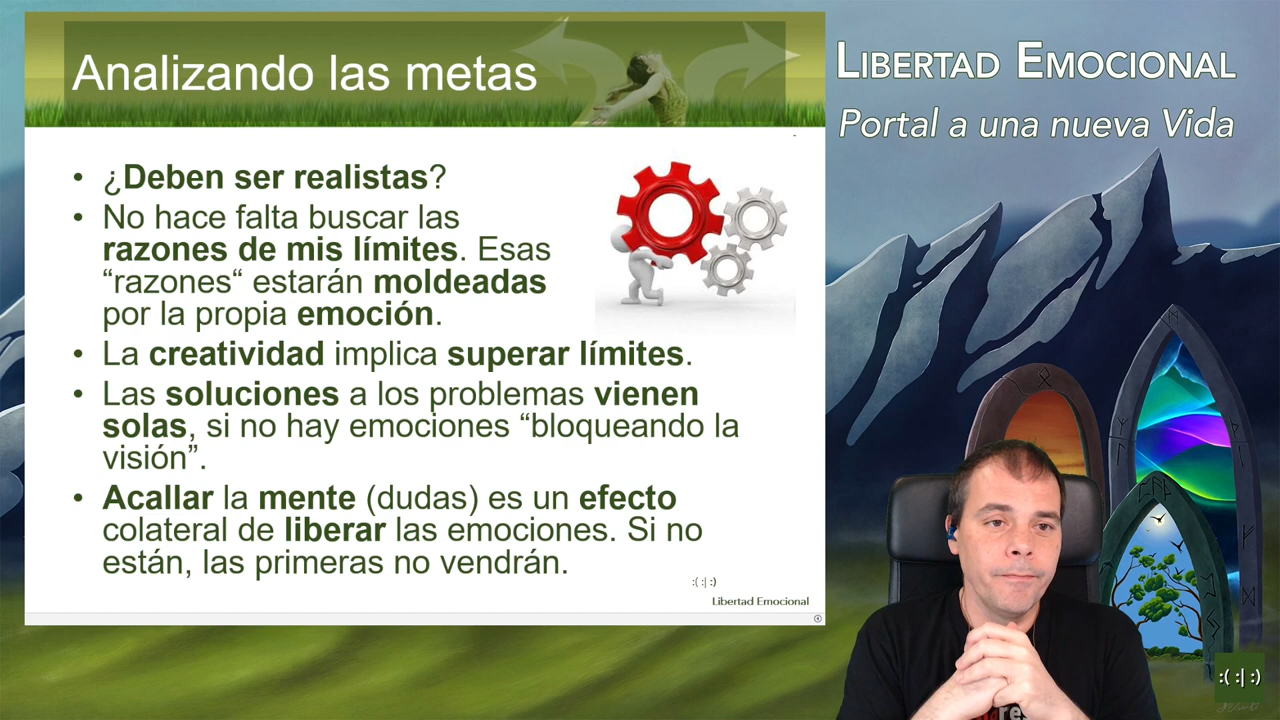 Analizando las metas
• ¿Deben ser realistas?
• No hace falta buscar las
razones de mis límites. Esas
“razones“ estarán moldeadas
por la propia emoción.
• La creatividad implica superar límites.
• Las soluciones a los problemas vienen
solas, si no hay emociones “bloqueando la
visión”.
• Acallar la mente (dudas) es un efecto
colateral de liberar las emociones. Si no
están, las primeras no vendrán.
:( :| :)
Libertad Emocional
Libertad Emocional
Portal a una nueva Vida
:( :| :)